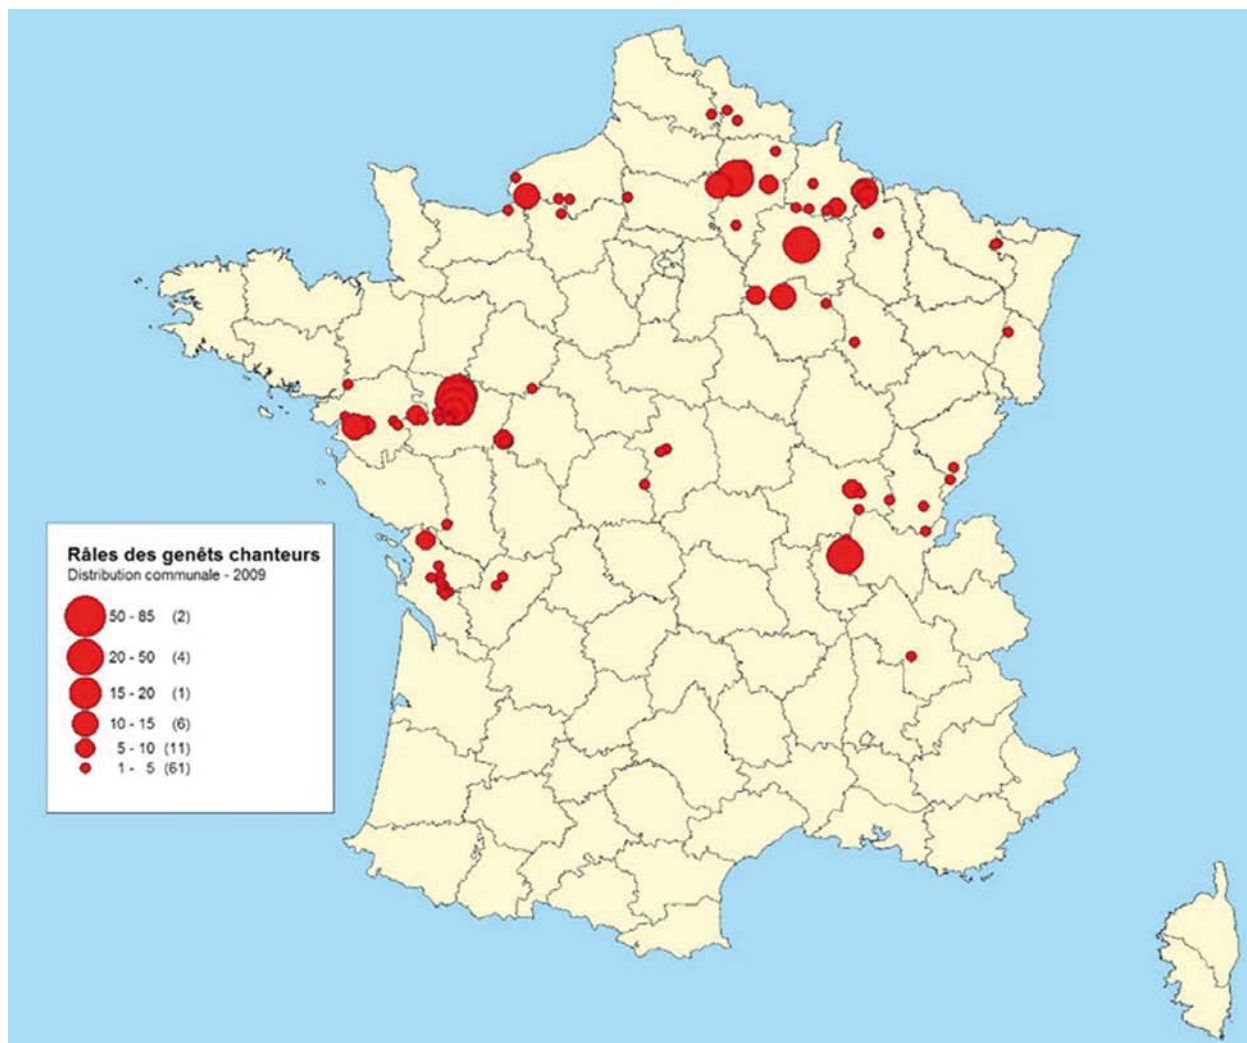 Râles des genêts chanteurs
Distribution communale - 2009
50 - 85 (2)
20 - 50 (4)
15 - 20 (1)
10 - 15 (6)
5 - 10 (11)
1 - 5 (61)